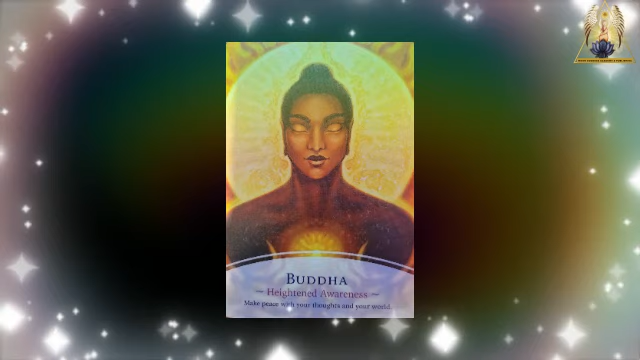 BUDDHA
~ Heightened Awareness ~
Make peace with your thoughts and your world.